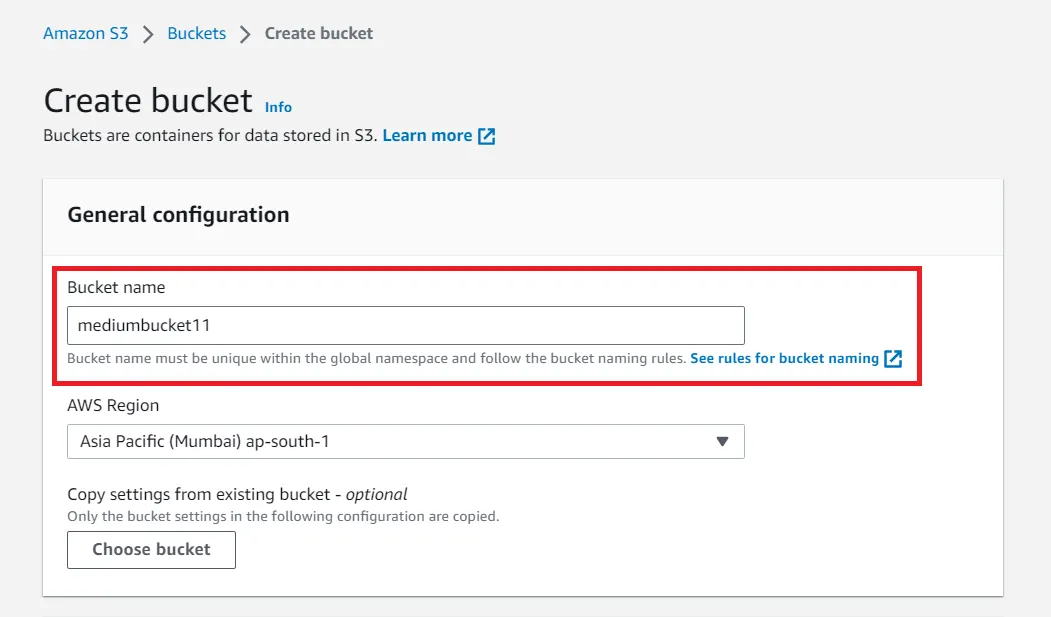 Amazon S3 > Buckets > Create bucket
Create bucket Info
Buckets are containers for data stored in S3. Learn more
General configuration
Bucket name
mediumbucket11
Bucket name must be unique within the global namespace and follow the bucket naming rules. See rules for bucket naming
AWS Region
Asia Pacific (Mumbai) ap-south-1
Copy settings from existing bucket - optional
Only the bucket settings in the following configuration are copied.
Choose bucket